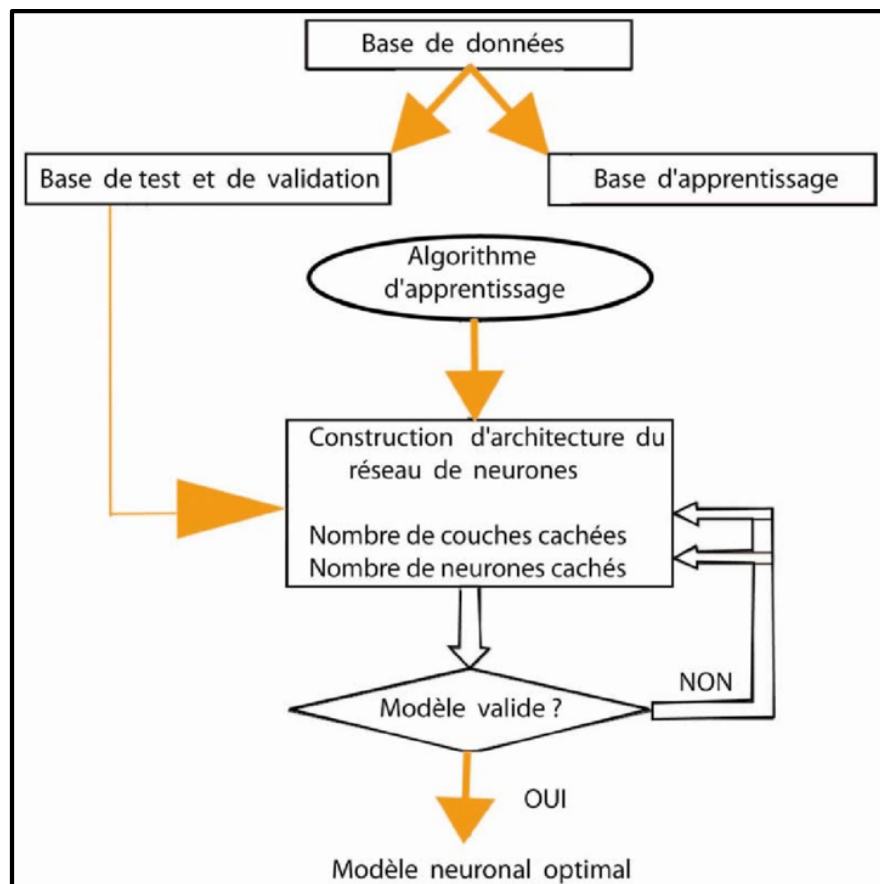 Base de données
Base de test et de validation
Base d'apprentissage
Algorithme
d'apprentissage
Construction d'architecture du
réseau de neurones
Nombre de couches cachées
Nombre de neurones cachés
Modèle valide ?
NON
OUI
Modèle neuronal optimal